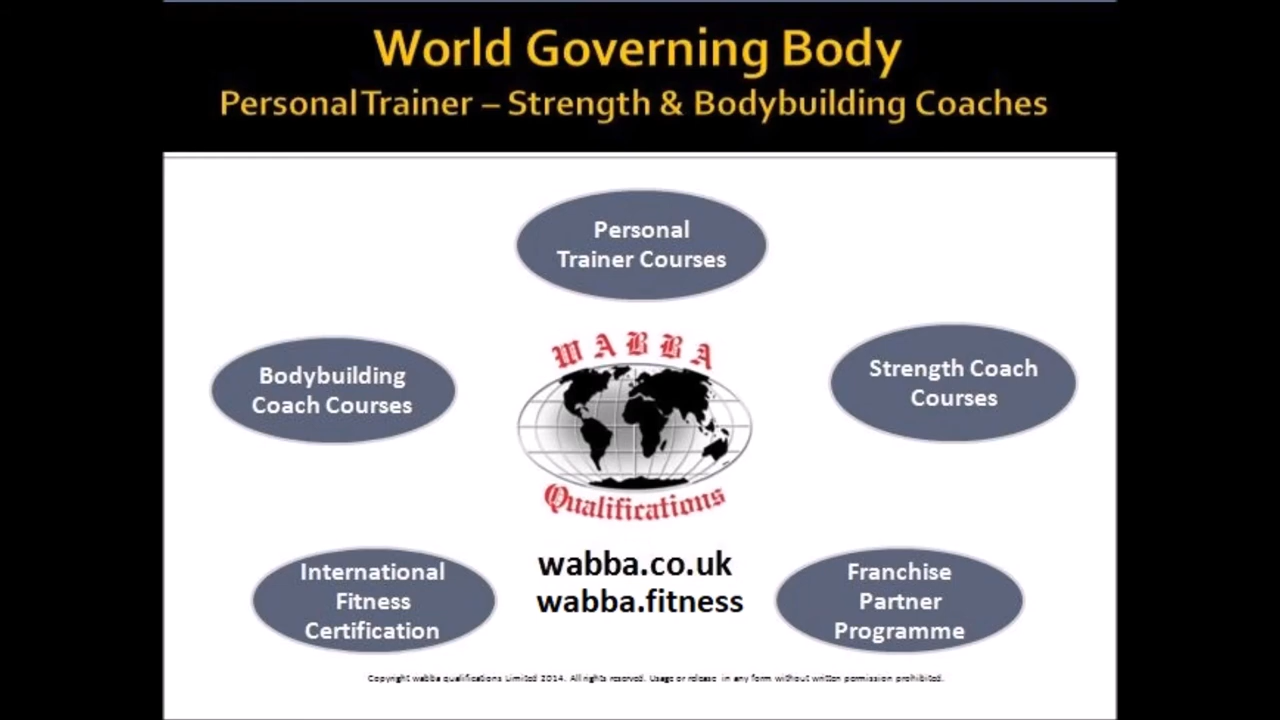 World Governing Body
Personal Trainer – Strength & Bodybuilding Coaches
Personal
Trainer Courses
Bodybuilding
Coach Courses
Strength Coach
Courses
WABBA
Qualifications
International
Fitness
Certification
wabba.co.uk
wabba.fitness
Franchise
Partner
Programme
Copyright wabba qualifications Limited 2014. All rights reserved. Usage or release in any form without written permission prohibited.